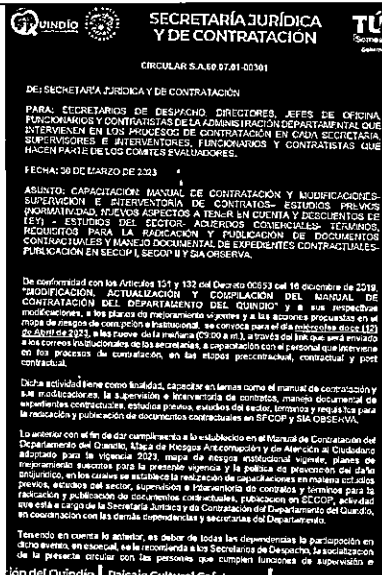 QUINDÍO
SECRETARÍA JURÍDICA
Y DE CONTRATACIÓN
TÚ
CIRCULAR S.A.60.07.01-00301
DE: SECRETARÍA JURÍDICA Y DE CONTRATACIÓN
PARA: SECRETARIOS DE DESPACHO, DIRECTORES, JEFES DE OFICINA,
FUNCIONARIOS Y CONTRATISTAS DE LA ADMINISTRACIÓN DEPARTAMENTAL QUE
INTERVIENEN EN LOS PROCESOS DE CONTRATACIÓN EN CADA SECRETARIA,
SUPERVISORES E INTERVENTORES, FUNCIONARIOS Y CONTRATISTAS QUE
HACEN PARTE DE LOS COMITES EVALUADORES.
FECHA: 30 DE MARZO DE 2023
ASUNTO: CAPACITACIÓN: MANUAL DE CONTRATACIÓN Y MODIFICACIONES-
SUPERVISIÓN E INTERVENTORÍA DE CONTRATOS- ESTUDIOS PREVIOS
(NORMATIVIDAD, NUEVOS ASPECTOS A TENER EN CUENTA Y DESCUENTOS DE
LEY) - ESTUDIOS DEL SECTOR- ACUERDOS COMERCIALES- TÉRMINOS,
REQUISITOS PARA LA RADICACIÓN Y PUBLICACIÓN DE DOCUMENTOS
CONTRACTUALES Y MANEJO DOCUMENTAL DE EXPEDIENTES CONTRACTUALES-
PUBLICACIÓN EN SECOP I, SECOP II Y SIA OBSERVA.
De conformidad con los Artículos 131 y 132 del Decreto 00653 del 16 diciembre de 2019,
"MODIFICACIÓN, ACTUALIZACIÓN Y COMPILACIÓN DEL MANUAL DE
CONTRATACIÓN DEL DEPARTAMENTO DEL QUINDÍO" y a sus respectivas
modificaciones, a los planes de mejoramiento vigentes y a las acciones propuestas en el
mapa de riesgos de corrupción e institucional, se convoca para el día miércoles doce (12)
de Abril de 2023, a las nueve de la mañana (09:00 a.m.), a través del link que será enviado
a los correos institucionales de las secretarías, a capacitación con el personal que interviene
en los procesos de contratación, en las etapas precontractual, contractual y post
contractual.
Dicha actividad tiene como finalidad, capacitar en temas como el manual de contratación y
sus modificaciones, la supervisión e interventoría de contratos, manejo documental de
expedientes contractuales, estudios previos, estudios del sector, términos y requisitos para
la radicación y publicación de documentos contractuales en SECOP y SIA OBSERVA.
Lo anterior con el fin de dar cumplimiento a lo establecido en el Manual de Contratación del
Departamento del Quindío, Mapa de Riesgos Anticorrupción y de Atención al Ciudadano
adoptado para la vigencia 2023, mapa de riesgos institucional vigente, planes de
mejoramiento suscritos para la presente vigencia y la política de prevención del daño
antijurídico, en los cuales se establece la realización de capacitaciones en materia estudios
previos, estudios del sector, supervisión e interventoría de contratos y términos para la
radicación y publicación de documentos contractuales, publicación en SECOP, actividad
que está a cargo de la Secretaría Jurídica y de Contratación del Departamento del Quindío,
en coordinación con las demás dependencias y secretarías del Departamento.
Teniendo en cuenta lo anterior, es deber de todas las dependencias la participación en
dicho evento, en especial, se le recomienda a los Secretarios de Despacho, la socialización
de la presente circular con las personas que cumplen funciones de supervisión e
ción del Quindío Paisaje Cultural